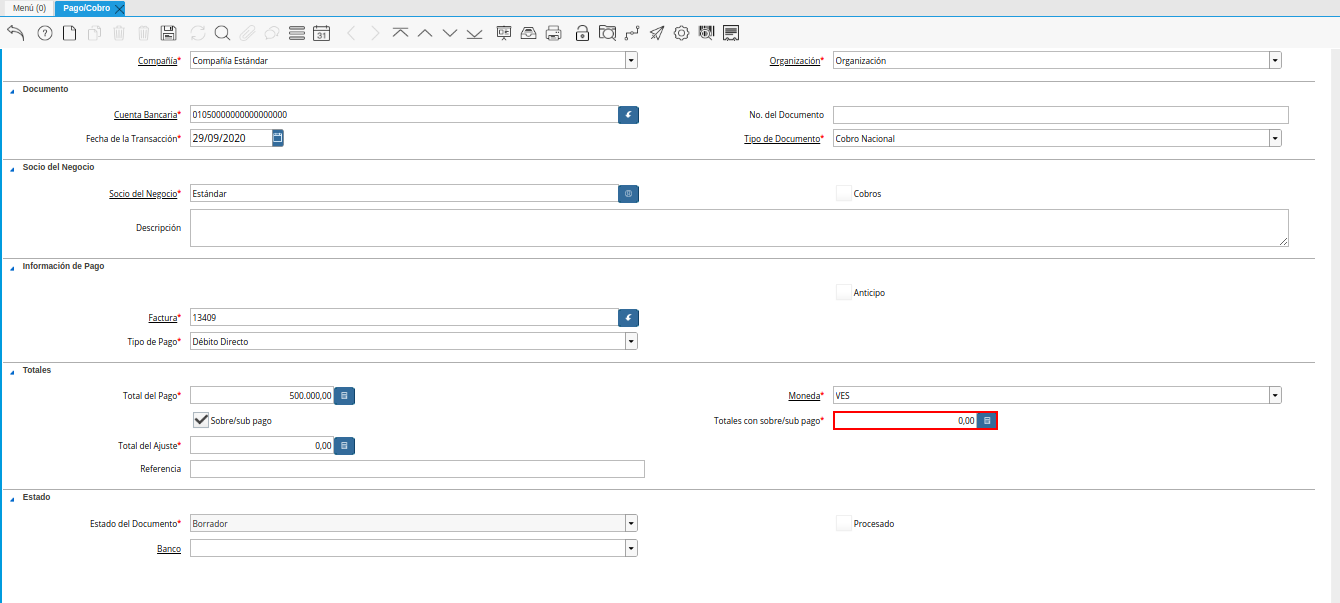 Menú (0) Pago/Cobro
31
Compañía* Compañía Estándar Organización* Organización
Documento
Cuenta Bancaria* 01050000000000000000 No. del Documento
Fecha de la Transacción* 29/09/2020 Tipo de Documento* Cobro Nacional
Socio del Negocio
Socio del Negocio* Estándar Cobros
Descripción
Información de Pago
Anticipo
Factura* 13409
Tipo de Pago* Débito Directo
Totales
Total del Pago* 500.000,00 Moneda* VES
Sobre/sub pago Totales con sobre/sub pago* 0,00
Total del Ajuste* 0,00
Referencia
Estado
Estado del Documento* Borrador Procesado
Banco